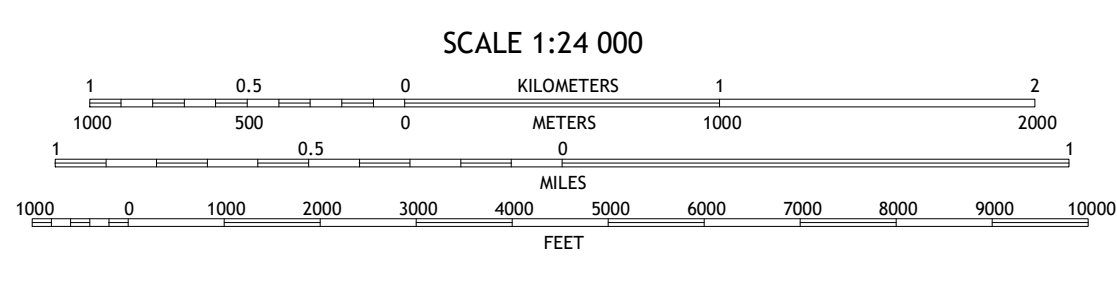 SCALE 1:24 000
1 0.5 0 KILOMETERS 1 2
1000 500 0 METERS 1000 2000
1 0.5 0 1
MILES
1000 0 1000 2000 3000 4000 5000 6000 7000 8000 9000 10000
FEET